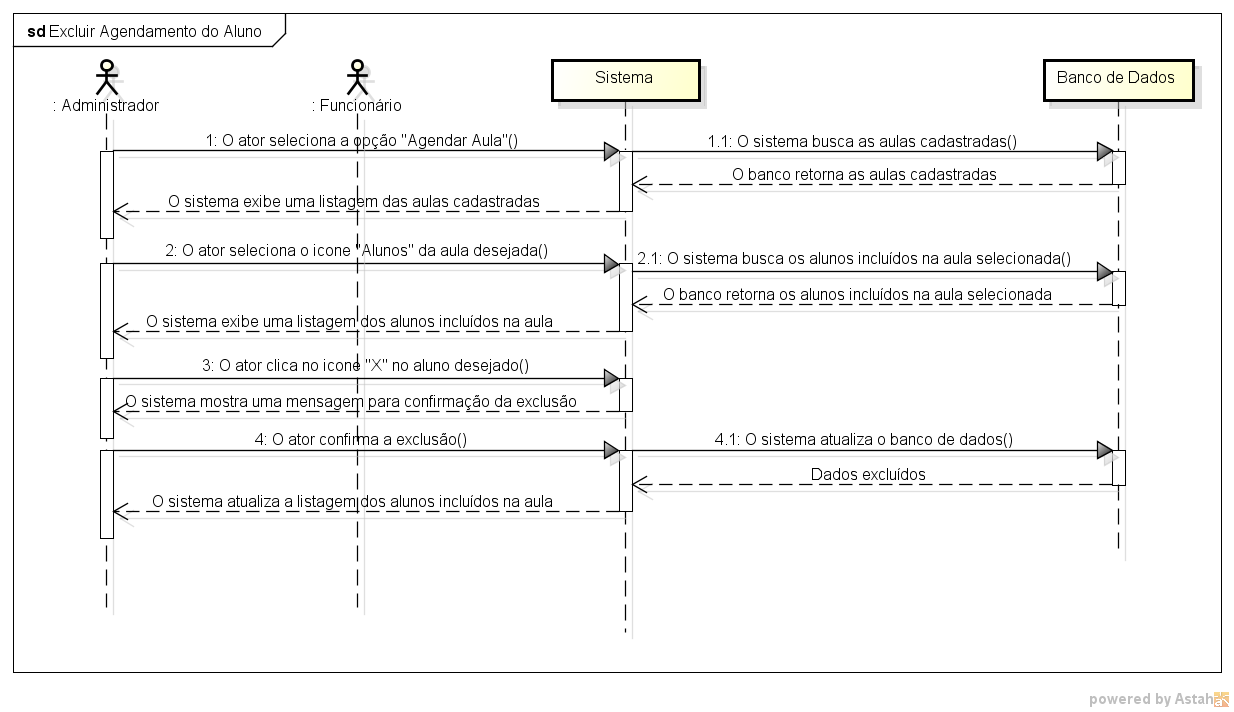 sd Excluir Agendamento do Aluno
: Administrador
: Funcionário
Sistema
Banco de Dados
1: O ator seleciona a opção "Agendar Aula"()
1.1: O sistema busca as aulas cadastradas()
O banco retorna as aulas cadastradas
O sistema exibe uma listagem das aulas cadastradas
2: O ator seleciona o icone "Alunos" da aula desejada()
2.1: O sistema busca os alunos incluídos na aula selecionada()
O banco retorna os alunos incluídos na aula selecionada
O sistema exibe uma listagem dos alunos incluídos na aula
3: O ator clica no icone "X" no aluno desejado()
O sistema mostra uma mensagem para confirmação da exclusão
4: O ator confirma a exclusão()
4.1: O sistema atualiza o banco de dados()
Dados excluídos
O sistema atualiza a listagem dos alunos incluídos na aula
powered by Astah